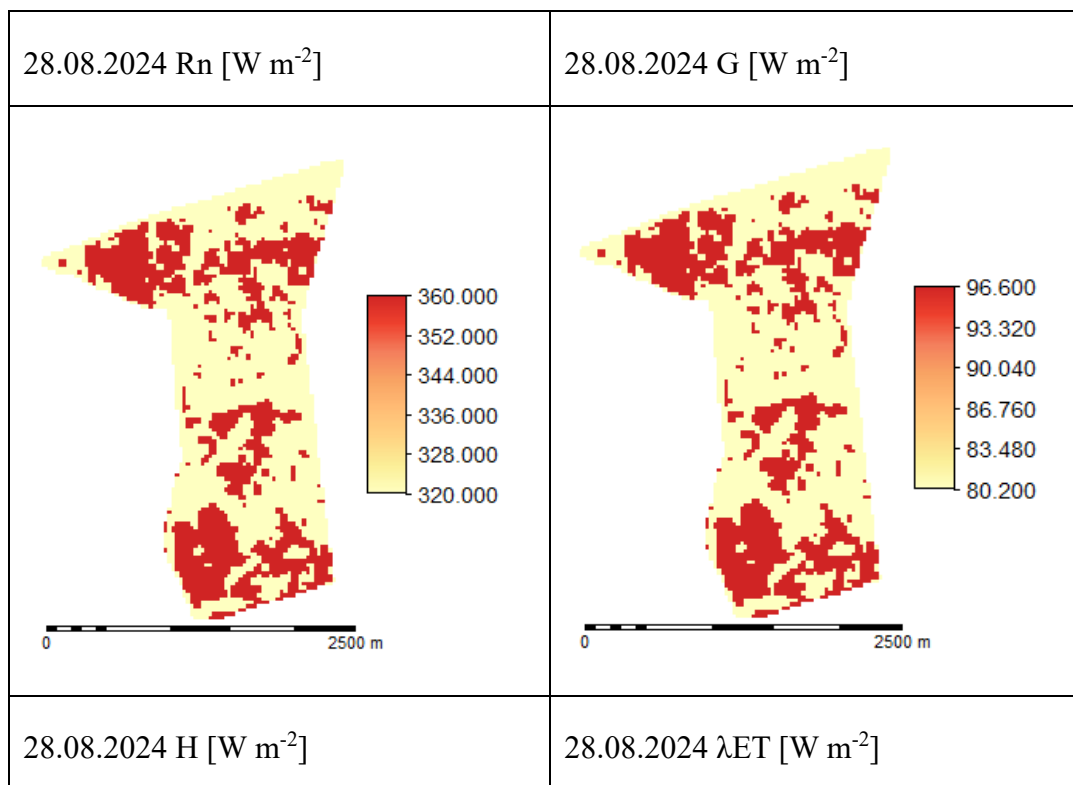 28.08.2024 Rn [W m-2]
28.08.2024 G [W m-2]
360.000
352.000
344.000
336.000
328.000
320.000
0
2500 m
96.600
93.320
90.040
86.760
83.480
80.200
0
2500 m
28.08.2024 H [W m-2]
28.08.2024 λET [W m-2]